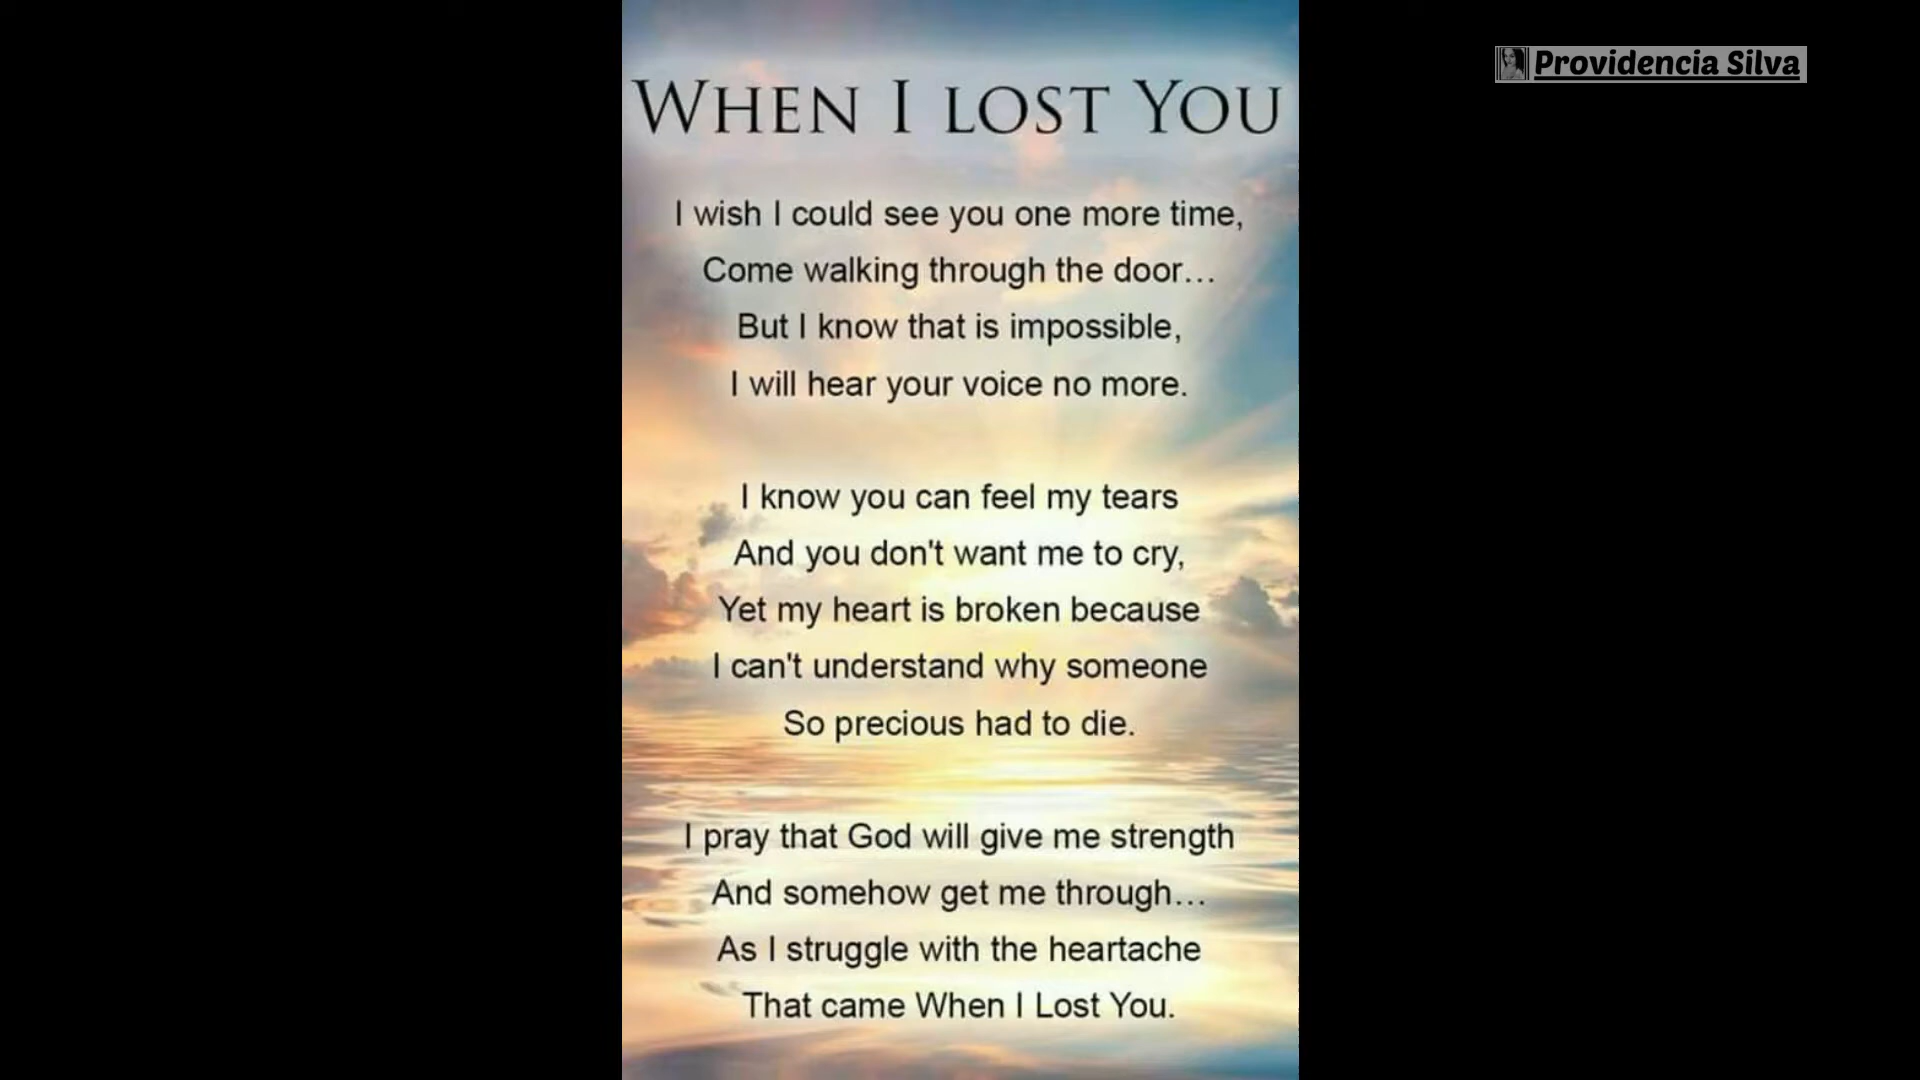 WHEN I LOST YOU
Providencia Silva
I wish I could see you one more time,
Come walking through the door...
But I know that is impossible,
I will hear your voice no more.
I know you can feel my tears
And you don't want me to cry,
Yet my heart is broken because
I can't understand why someone
So precious had to die.
I pray that God will give me strength
And somehow get me through...
As I struggle with the heartache
That came When I Lost You.